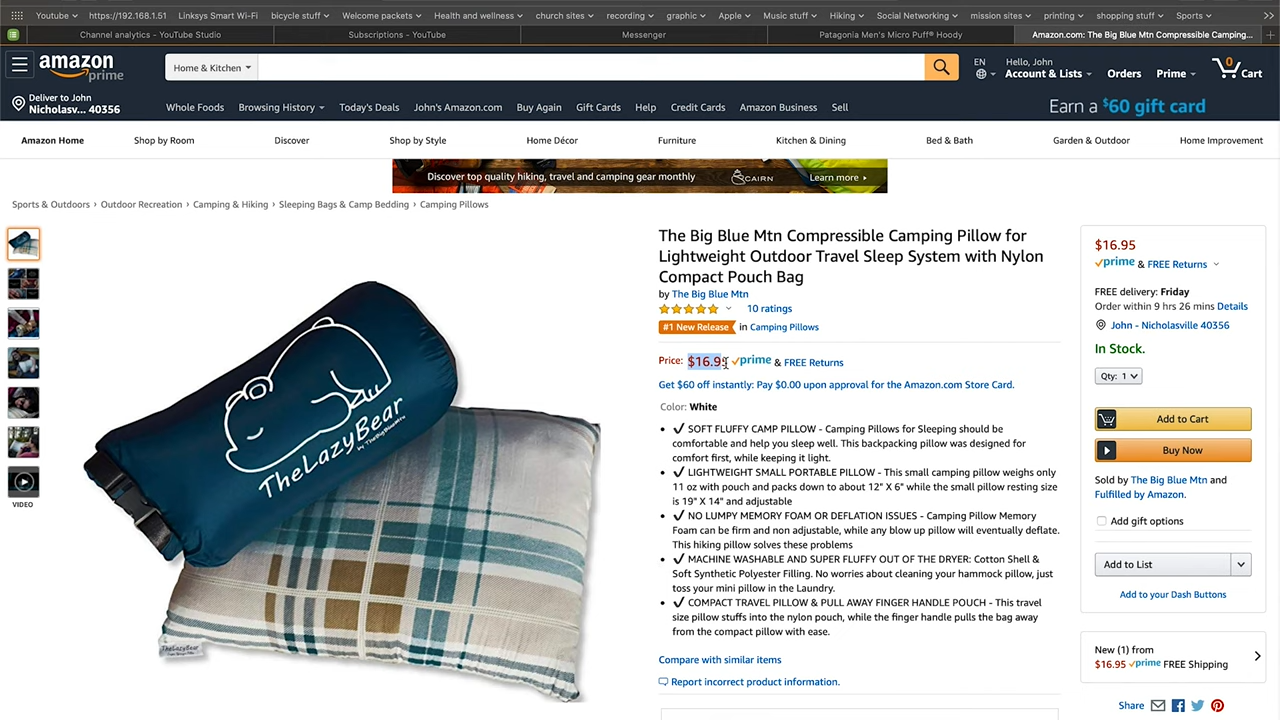 Youtube https://192.168.1.51 Linksys Smart Wi-Fi bicycle stuff Welcome packets Health and wellness church sites recording graphic Apple Music stuff Hiking Social Networking mission sites printing shopping stuff Sports
Channel analytics - YouTube Studio Subscriptions - YouTube Messenger Patagonia Men's Micro Puff® Hoody Amazon.com: The Big Blue Mtn Compressible Camping...
amazon prime Home & Kitchen EN Hello, John Account & Lists Orders Prime 0 Cart
Deliver to John
Nicholasv... 40356
Whole Foods Browsing History Today's Deals John's Amazon.com Buy Again Gift Cards Help Credit Cards Amazon Business Sell Earn a $60 gift card
Amazon Home Shop by Room Discover Shop by Style Home Décor Furniture Kitchen & Dining Bed & Bath Garden & Outdoor Home Improvement
Discover top quality hiking, travel and camping gear monthly CAIRN Learn more ▸
Sports & Outdoors › Outdoor Recreation › Camping & Hiking › Sleeping Bags & Camp Bedding › Camping Pillows
TheLazyBear
by TheBigBlueMtn
TheLazyBear
VIDEO
The Big Blue Mtn Compressible Camping Pillow for
Lightweight Outdoor Travel Sleep System with Nylon
Compact Pouch Bag
by The Big Blue Mtn
10 ratings
#1 New Release in Camping Pillows
Price: $16.95 prime & FREE Returns
Get $60 off instantly: Pay $0.00 upon approval for the Amazon.com Store Card.
Color: White
• ✔ SOFT FLUFFY CAMP PILLOW - Camping Pillows for Sleeping should be
comfortable and help you sleep well. This backpacking pillow was designed for
comfort first, while keeping it light.
• ✔ LIGHTWEIGHT SMALL PORTABLE PILLOW - This small camping pillow weighs only
11 oz with pouch and packs down to about 12" X 6" while the small pillow resting size
is 19" X 14" and adjustable
• ✔ NO LUMPY MEMORY FOAM OR DEFLATION ISSUES - Camping Pillow Memory
Foam can be firm and non adjustable, while any blow up pillow will eventually deflate.
This hiking pillow solves these problems
• ✔ MACHINE WASHABLE AND SUPER FLUFFY OUT OF THE DRYER: Cotton Shell &
Soft Synthetic Polyester Filling. No worries about cleaning your hammock pillow, just
toss your mini pillow in the Laundry.
• ✔ COMPACT TRAVEL PILLOW & PULL AWAY FINGER HANDLE POUCH - This travel
size pillow stuffs into the nylon pouch, while the finger handle pulls the bag away
from the compact pillow with ease.
Compare with similar items
Report incorrect product information.
$16.95
prime & FREE Returns
FREE delivery: Friday
Order within 9 hrs 26 mins Details
John - Nicholasville 40356
In Stock.
Qty: 1
Add to Cart
Buy Now
Sold by The Big Blue Mtn and
Fulfilled by Amazon.
Add gift options
Add to List
Add to your Dash Buttons
New (1) from
$16.95 prime FREE Shipping
Share